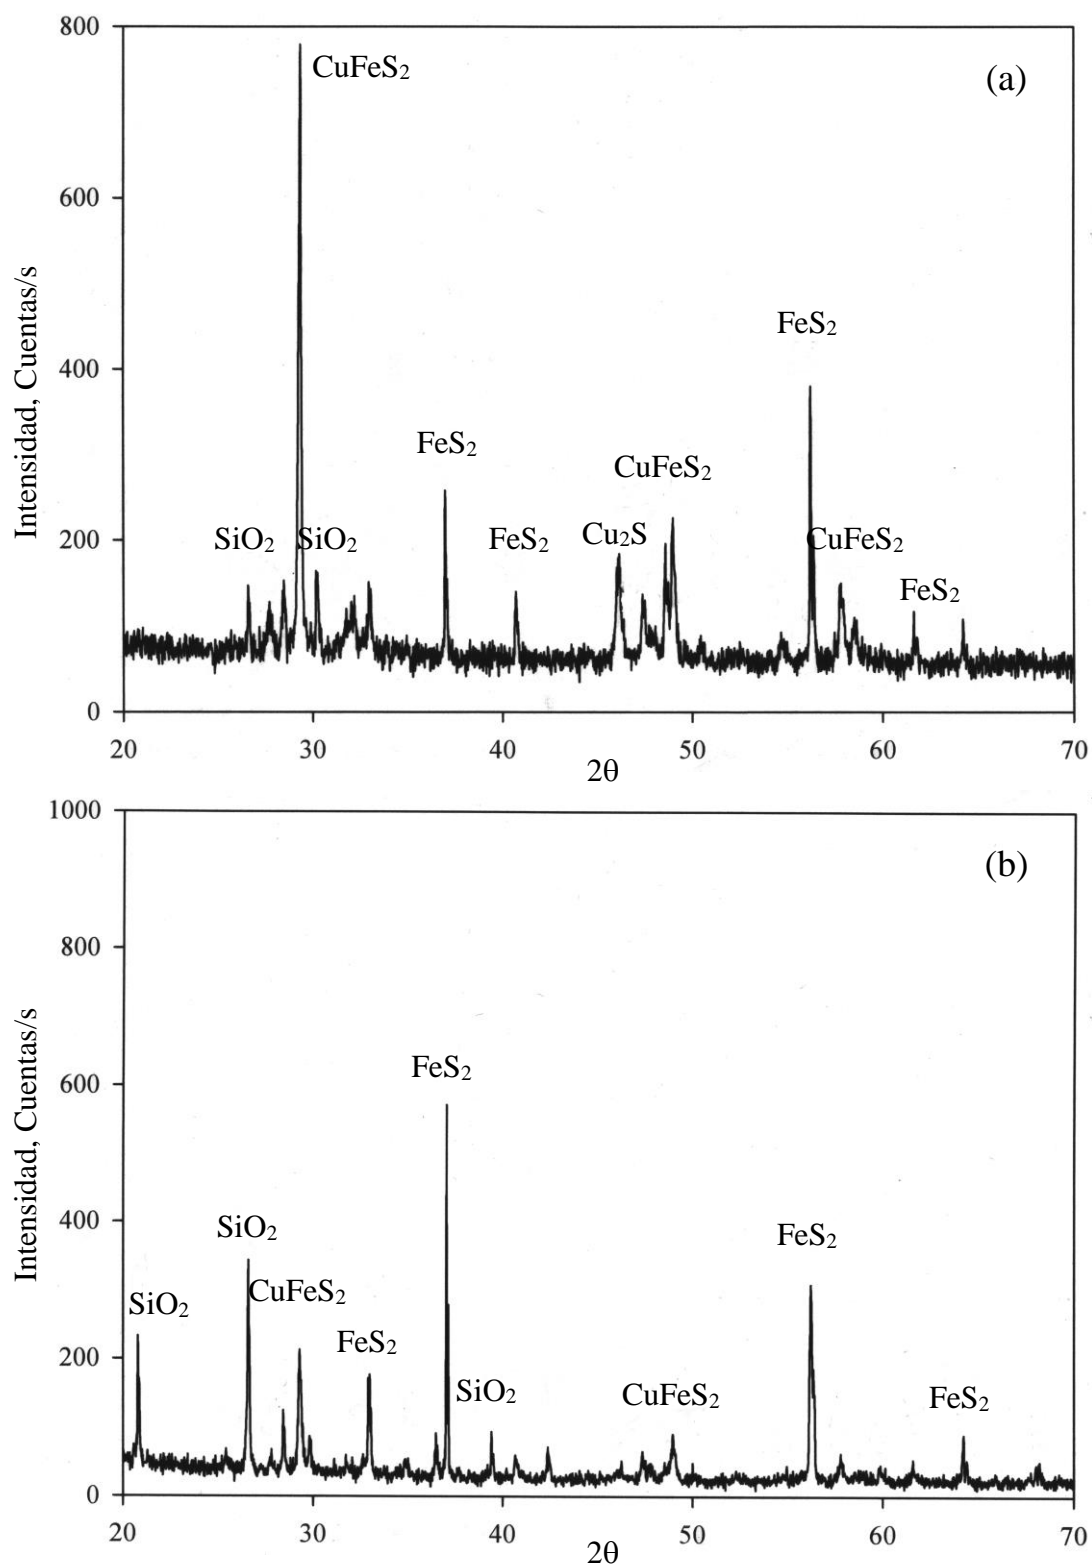 800
CuFeS₂
(a)
600
Intensidad, Cuentas/s
FeS₂
400
FeS₂
CuFeS₂
200
SiO₂
SiO₂
FeS₂
Cu₂S
CuFeS₂
FeS₂
0
20
30
40
50
60
70
2θ
1000
(b)
800
FeS₂
600
Intensidad, Cuentas/s
400
SiO₂
FeS₂
CuFeS₂
SiO₂
FeS₂
200
SiO₂
CuFeS₂
FeS₂
0
20
30
40
50
60
70
2θ